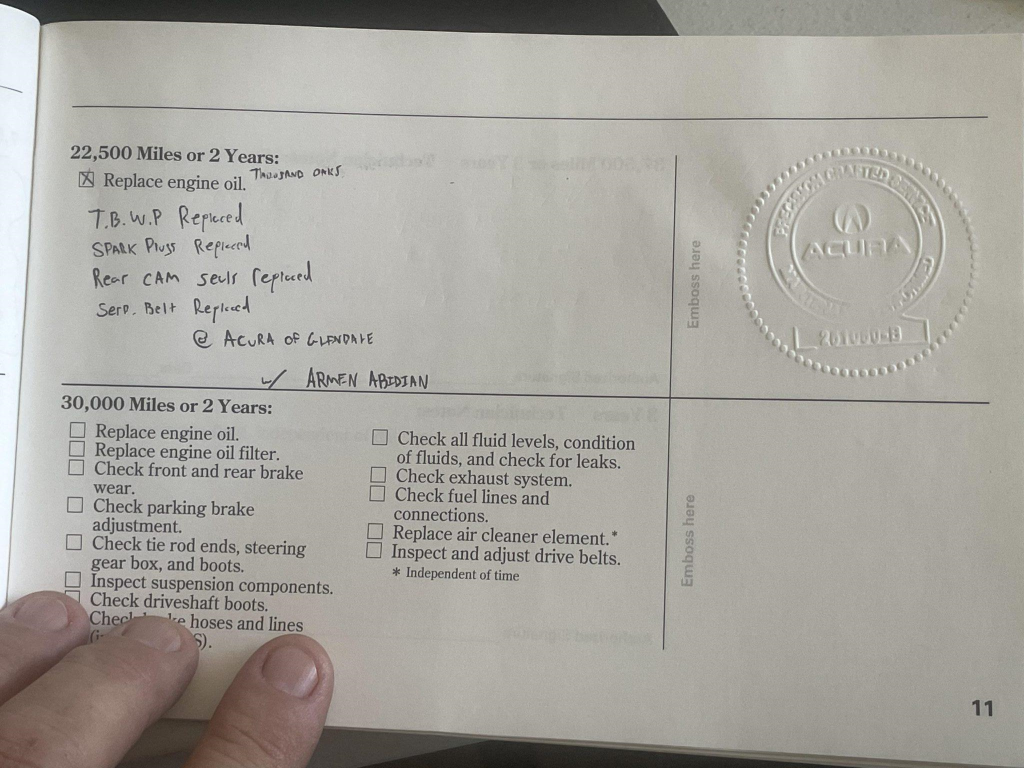 22,500 Miles or 2 Years:
Replace engine oil. THOUSAND OAKS
T.B. W.P Replaced
SPARK Plugs Replaced
Rear CAM seals replaced
Serp. Belt Replaced
@ ACURA OF GLENDALE
w/ ARMEN ABIDIAN
Emboss here
PRECISION CRAFTED SERVICES
ACURA
30,000 Miles or 2 Years:
Replace engine oil.
Replace engine oil filter.
Check front and rear brake
wear.
Check parking brake
adjustment.
Check tie rod ends, steering
gear box, and boots.
Inspect suspension components.
Check driveshaft boots.
hoses and lines
Check all fluid levels, condition
of fluids, and check for leaks.
Check exhaust system.
Check fuel lines and
connections.
Replace air cleaner element.*
Inspect and adjust drive belts.
* Independent of time
Emboss here
11